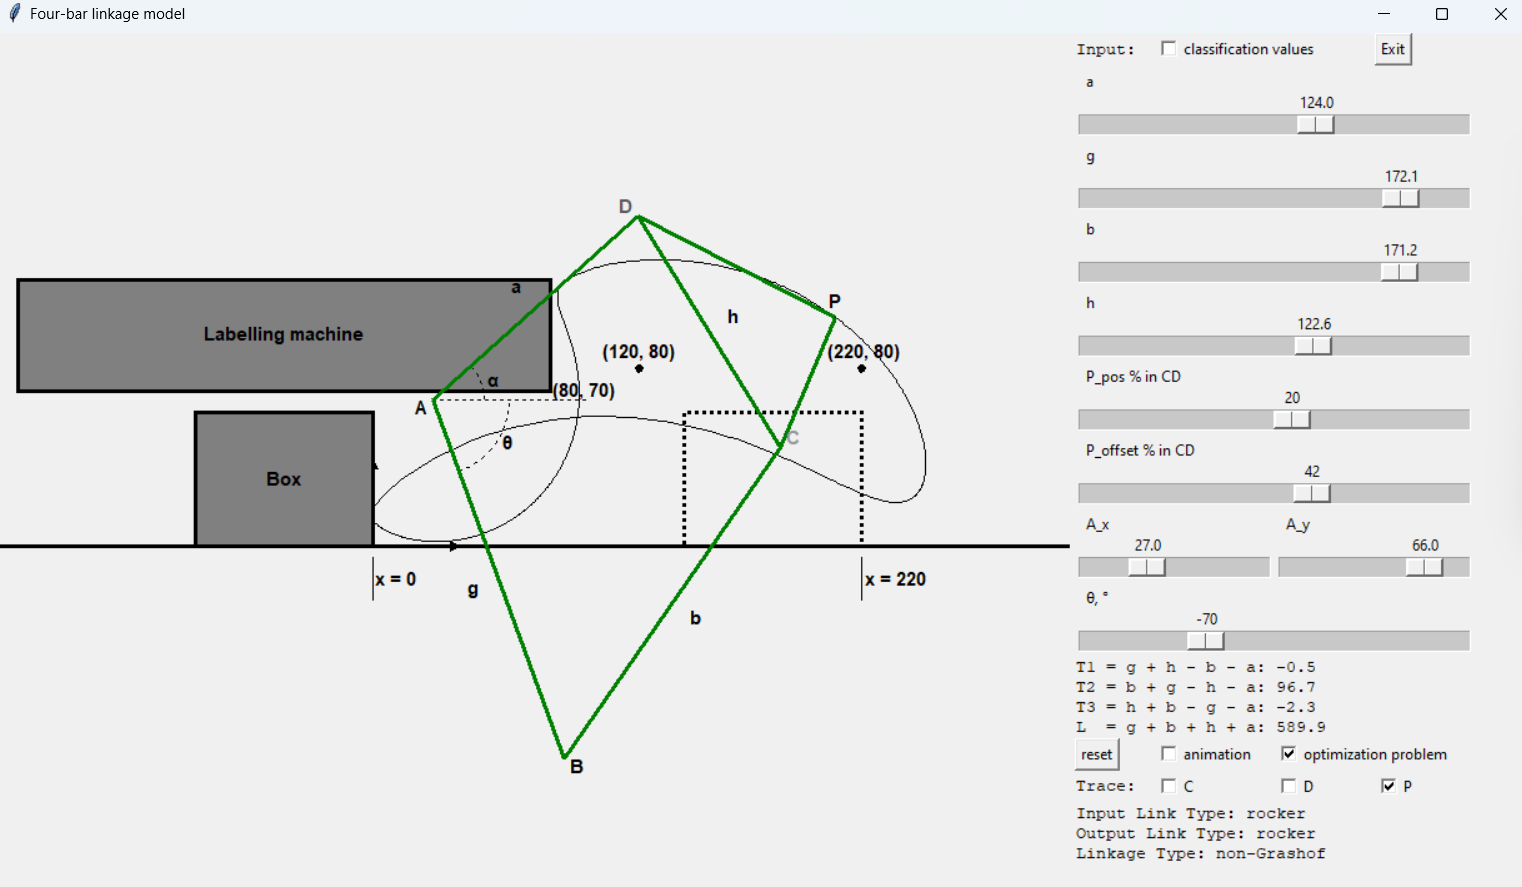 Four-bar linkage model
Input: classification values Exit
a
124.0
g
172.1
b
171.2
h
122.6
P_pos % in CD
20
P_offset % in CD
42
A_x A_y
27.0 66.0
θ, °
-70
T1 = g + h - b - a: -0.5
T2 = b + g - h - a: 96.7
T3 = h + b - g - a: -2.3
L = g + b + h + a: 589.9
reset animation optimization problem
Trace: C D P
Input Link Type: rocker
Output Link Type: rocker
Linkage Type: non-Grashof
D
a
P
h
Labelling machine
(120, 80) (220, 80)
α
(80, 70)
A
θ
C
Box
x = 0 x = 220
g
b
B